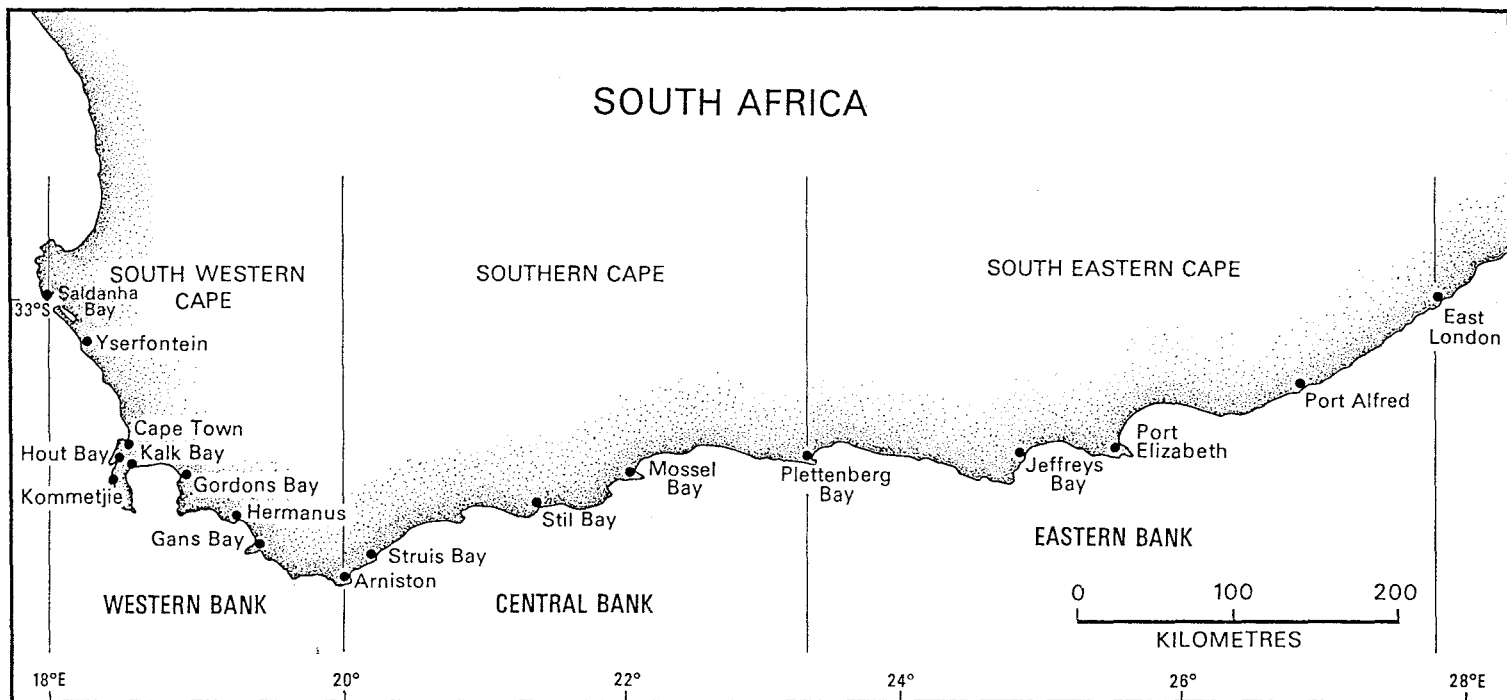 SOUTH AFRICA
SOUTH WESTERN
CAPE
SOUTHERN CAPE
SOUTH EASTERN CAPE
Saldanha
Bay
33°S
Yserfontein
East
London
Port Alfred
Cape Town
Hout Bay
Kalk Bay
Kommetjie
Gordons Bay
Hermanus
Gans Bay
Struis Bay
Arniston
Stil Bay
Mossel
Bay
Plettenberg
Bay
Jeffreys
Bay
Port
Elizabeth
WESTERN BANK
CENTRAL BANK
EASTERN BANK
0 100 200
KILOMETRES
18°E 20° 22° 24° 26° 28°E